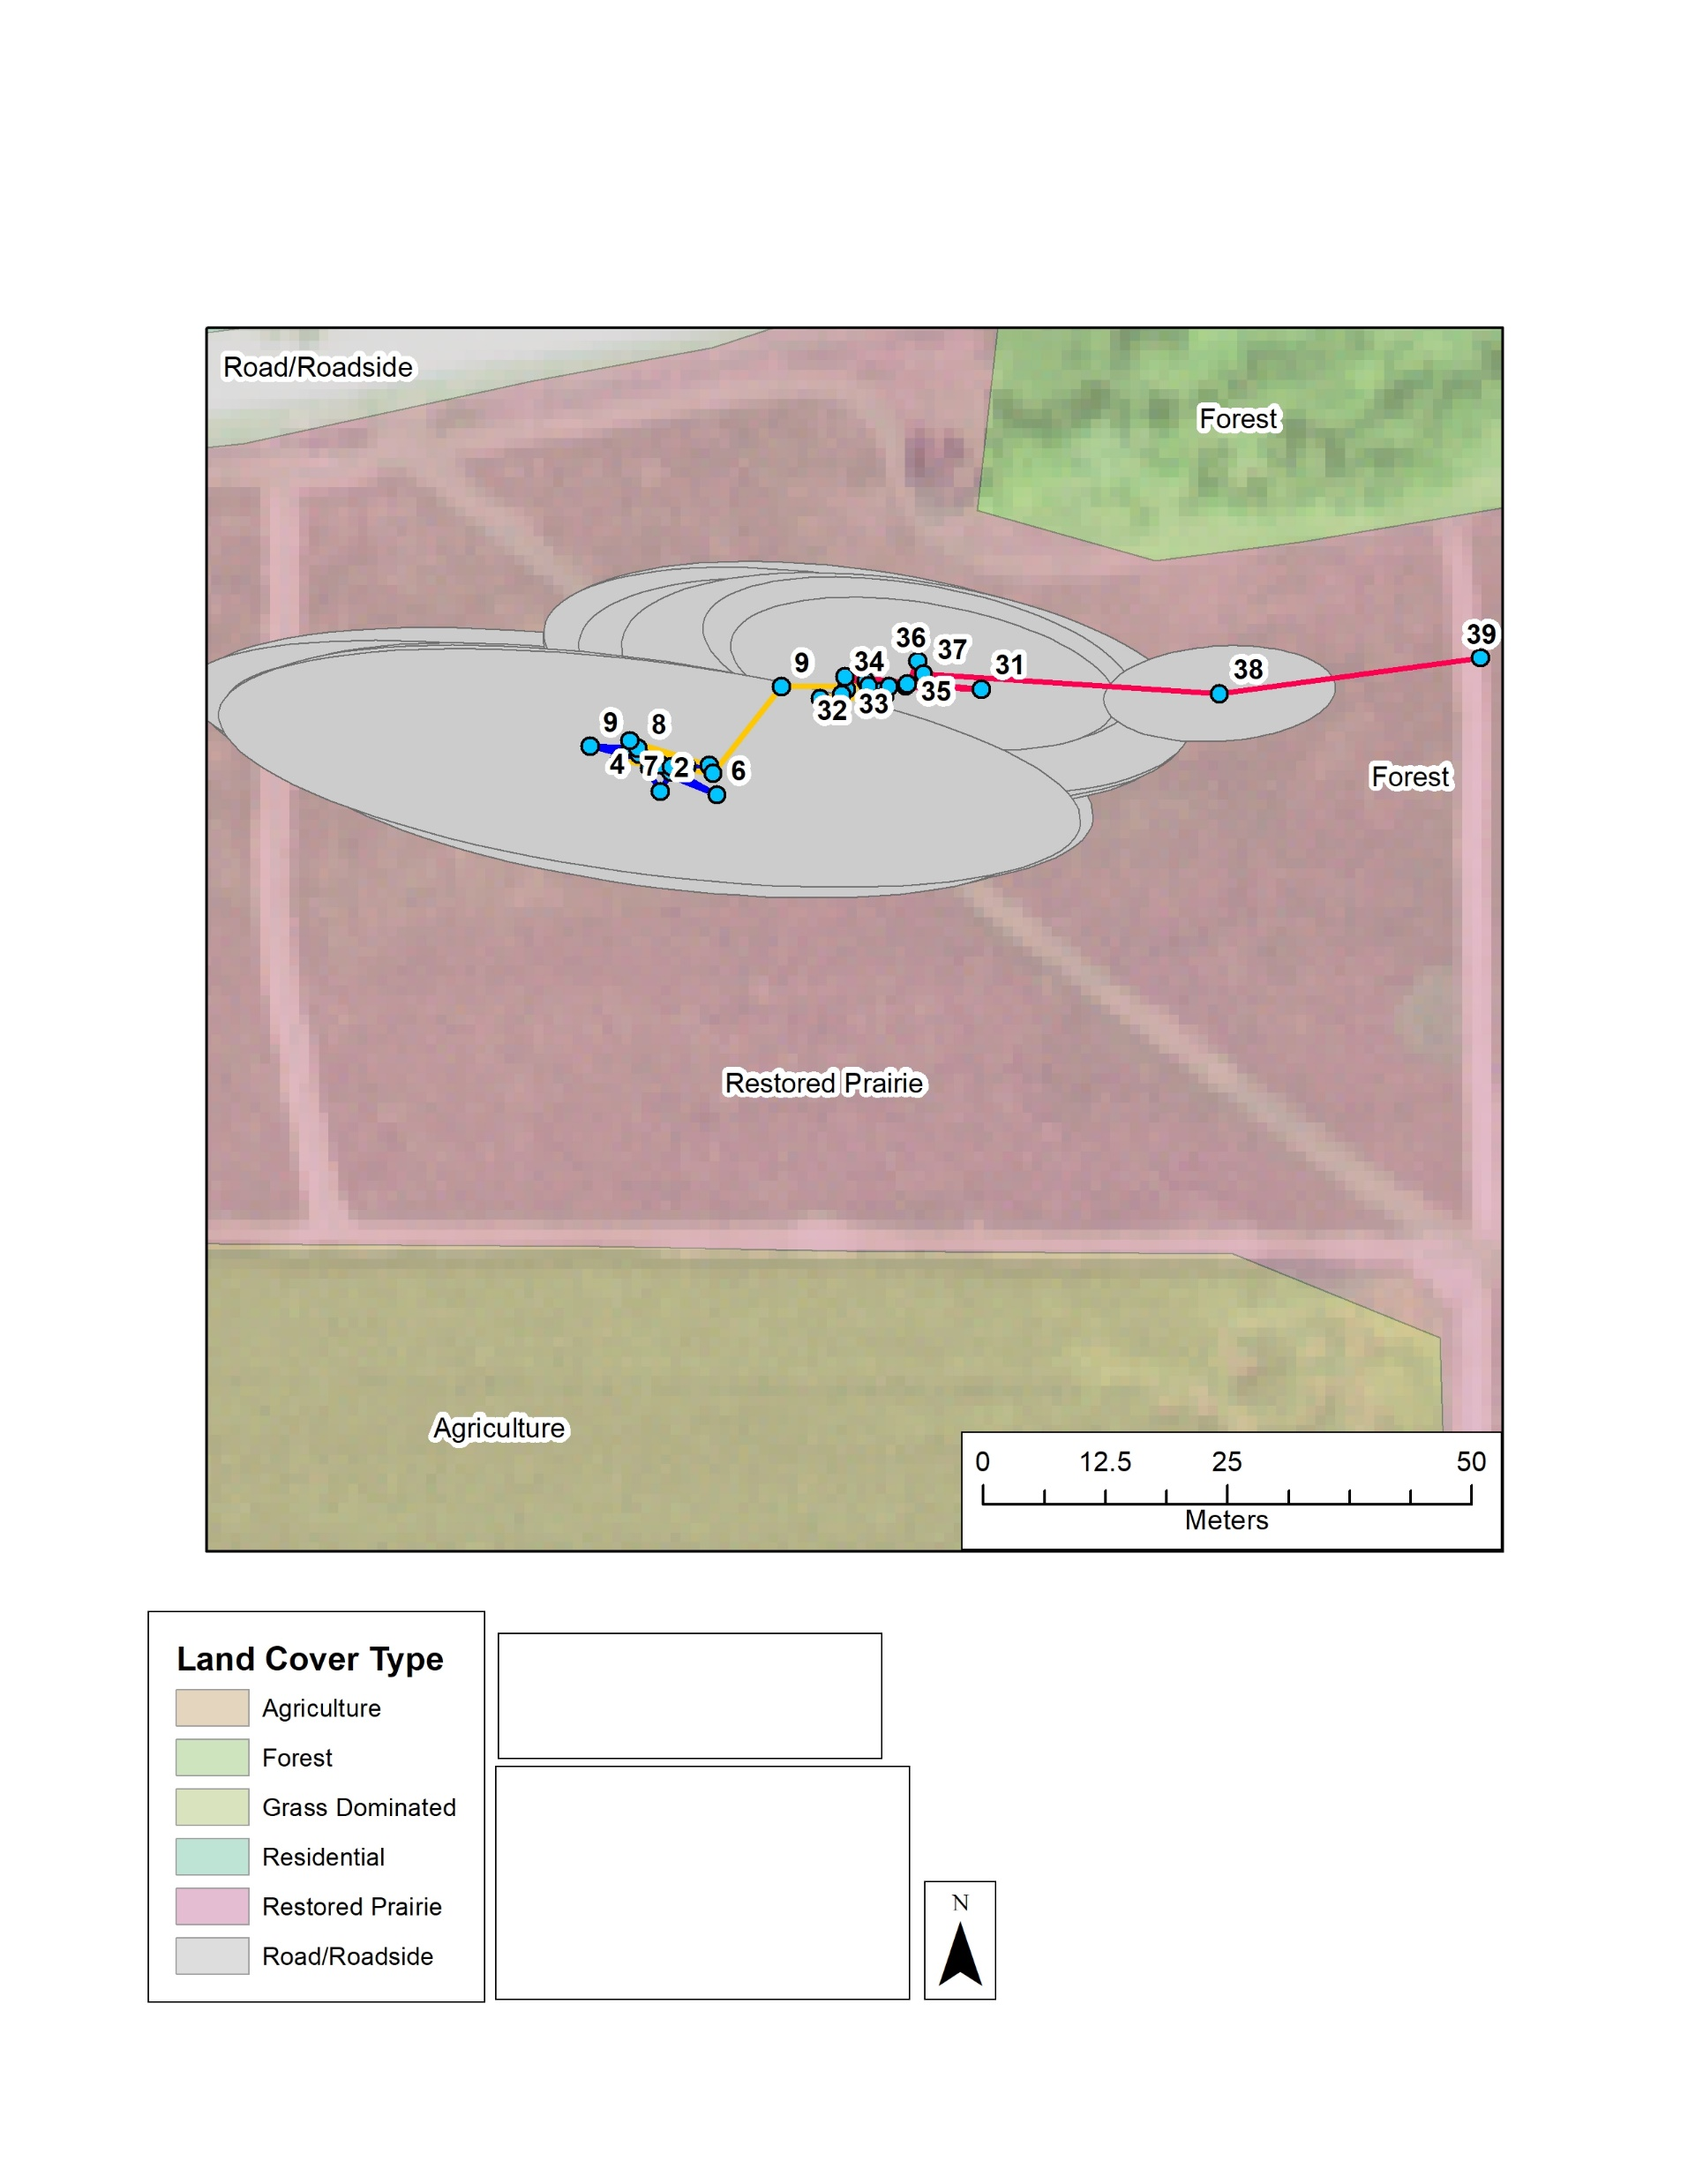 Road/Roadside
Forest
39
36
37
9
34
31
38
35
32
33
9
8
4
7
2
6
Forest
Restored Prairie
Agriculture
0 12.5 25 50
Meters
Land Cover Type
Agriculture
Forest
Grass Dominated
Residential
Restored Prairie
Road/Roadside
N